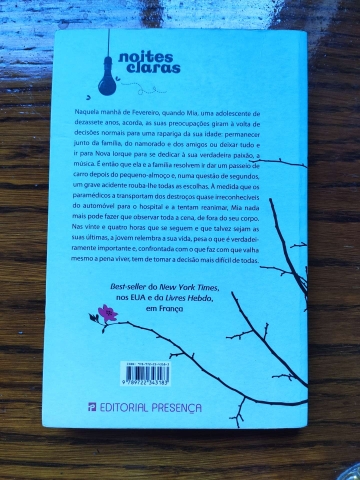 noites
claras
Naquela manhã de Fevereiro, quando Mia, uma adolescente de
dezassete anos, acorda, as suas preocupações giram à volta de
decisões normais para uma rapariga da sua idade: permanecer
junto da família, do namorado e dos amigos ou deixar tudo e
ir para Nova Iorque para se dedicar à sua verdadeira paixão, a
música. É então que ela e a família resolvem ir dar um passeio de
carro depois do pequeno-almoço e, numa questão de segundos,
um grave acidente rouba-lhe todas as escolhas. À medida que os
paramédicos a transportam dos destroços quase irreconhecíveis
do automóvel para o hospital e a tentam reanimar, Mia nada
mais pode fazer que observar toda a cena, de fora do seu corpo.
Nas vinte e quatro horas que se seguem e que talvez sejam as
suas últimas, a jovem relembra a sua vida, pesa o que é verdadei-
ramente importante e, confrontada com o que faz com que valha
mesmo a pena viver, tem de tomar a decisão mais difícil de todas.
Best-seller do New York Times,
nos EUA e da Livres Hebdo,
em França
9789722343183
EDITORIAL PRESENÇA